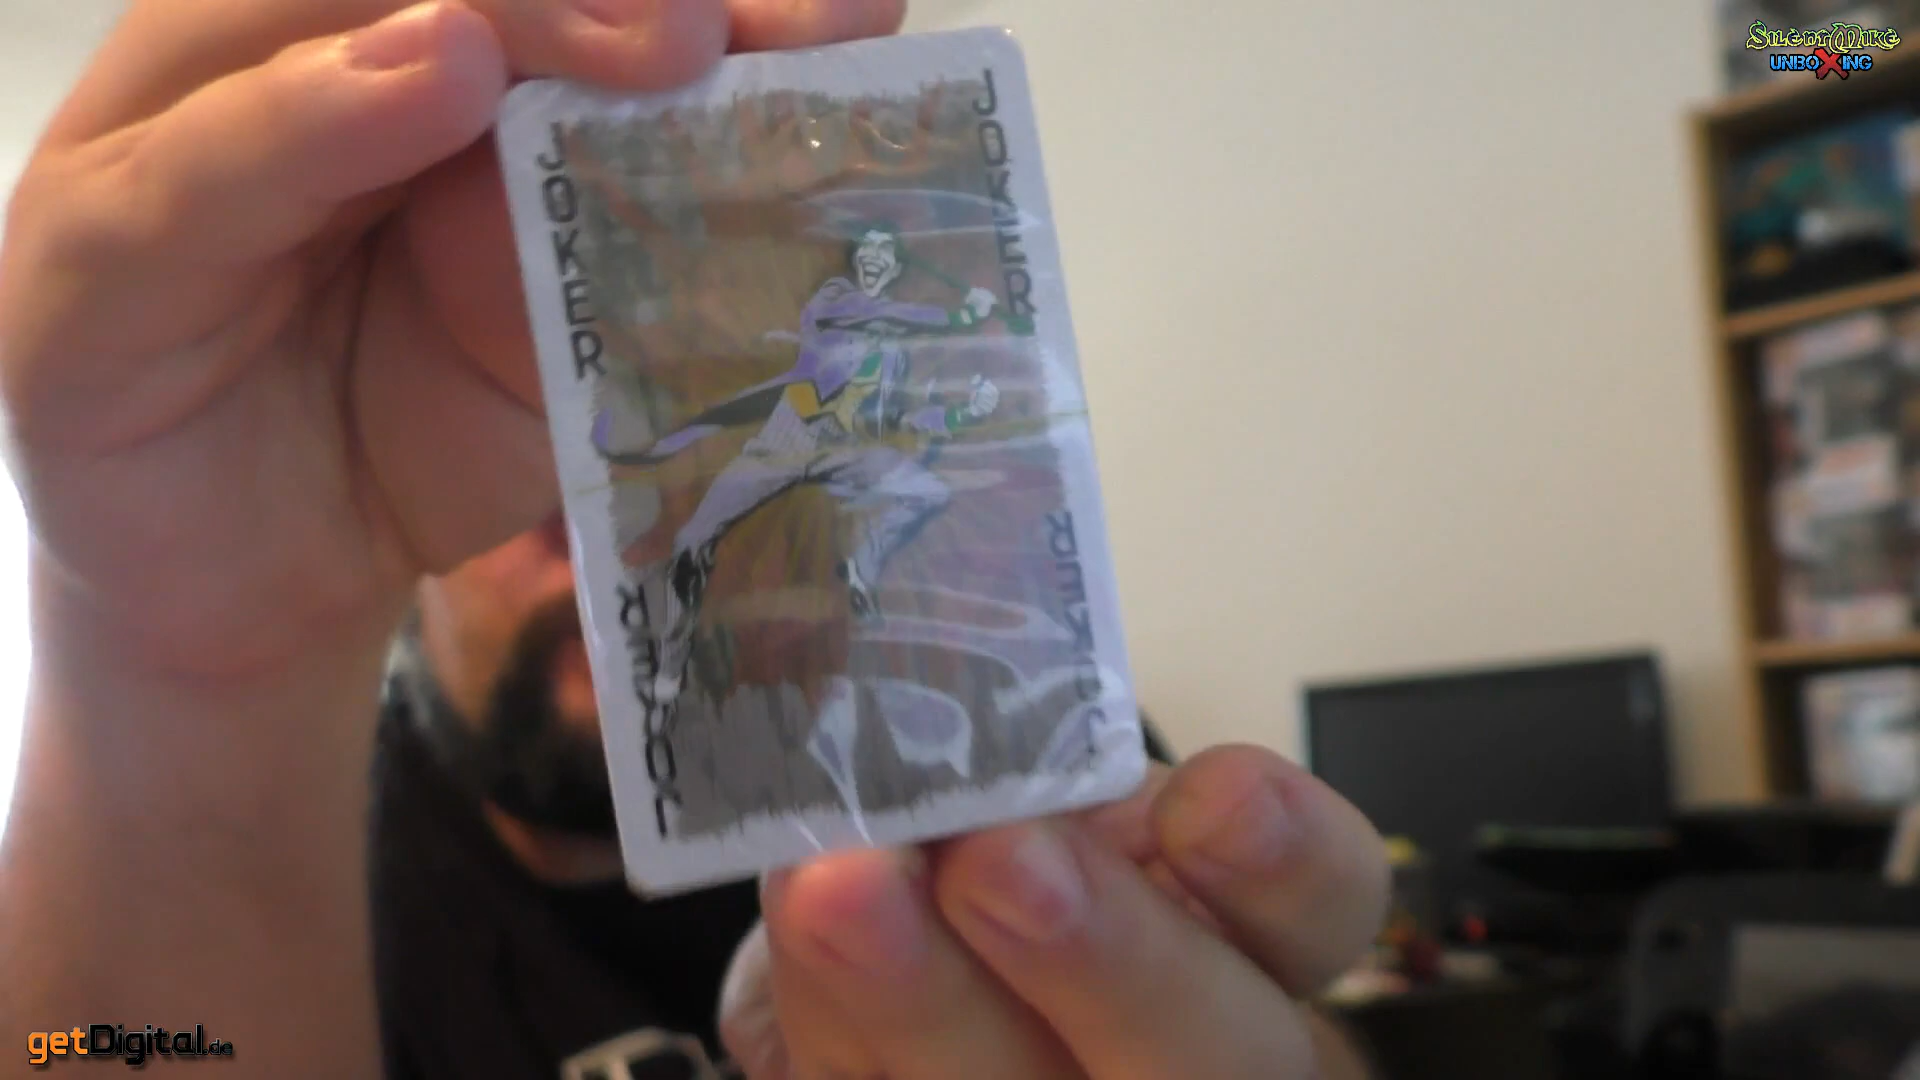 SilentMike
UNBOXING
JOKER
JOKER
JOKER
JOKER
getDigital.de